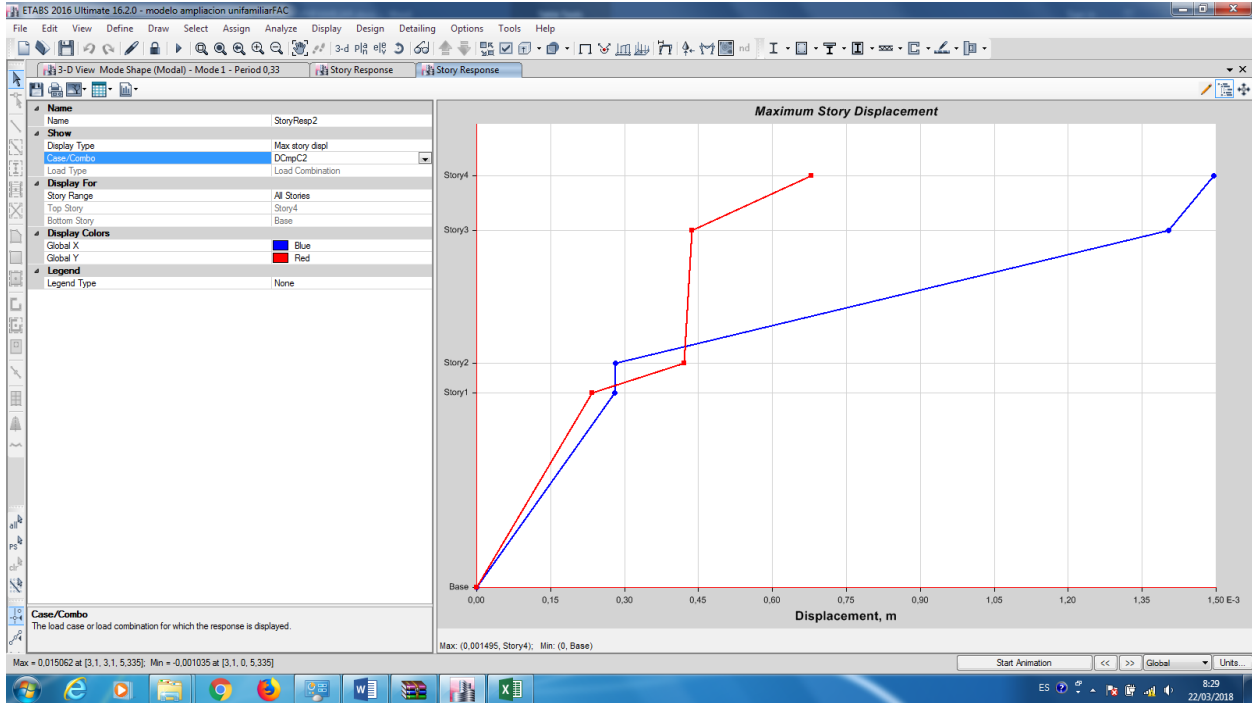 ETABS 2016 Ultimate 16.2.0 - modelo ampliacion unifamiliarFAC
File Edit View Define Draw Select Assign Analyze Display Design Detailing Options Tools Help
3-d
nd
3-D View Mode Shape (Modal) - Mode 1 - Period 0,33 Story Response Story Response
Name
Name StoryResp2
Show
Display Type Max story displ
Case/Combo DCmpC2
Load Type Load Combination
Display For
Story Range All Stories
Top Story Story4
Bottom Story Base
Display Colors
Global X Blue
Global Y Red
Legend
Legend Type None
all
PS
clr
Case/Combo
The load case or load combination for which the response is displayed.
Maximum Story Displacement
Story4
Story3
Story2
Story1
Base
0,00 0,15 0,30 0,45 0,60 0,75 0,90 1,05 1,20 1,35 1,50 E-3
Displacement, m
Max: (0,001495, Story4); Min: (0, Base)
Max = 0,015062 at [3.1, 3,1, 5,335]; Min = -0,001035 at [3.1, 0, 5,335]
Start Animation << >> Global Units...
ES 8:29
22/03/2018